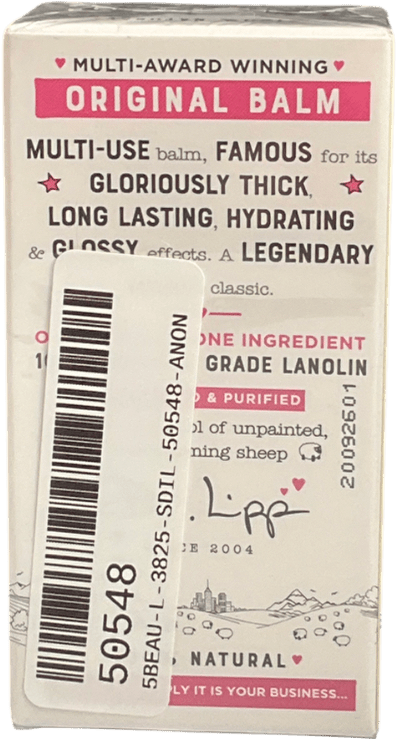 ♥ MULTI-AWARD WINNING ♥
ORIGINAL BALM
MULTI-USE balm, FAMOUS for its
GLORIOUSLY THICK,
LONG LASTING, HYDRATING
& GLOSSY effects. A LEGENDARY
classic.
ONE INGREDIENT
GRADE LANOLIN
& PURIFIED
of unpainted,
sheep
Lipp
2004
NATURAL ♥
IT IS YOUR BUSINESS...
20092601
50548
5BEAU-L-3825-SDIL-50548-ANON